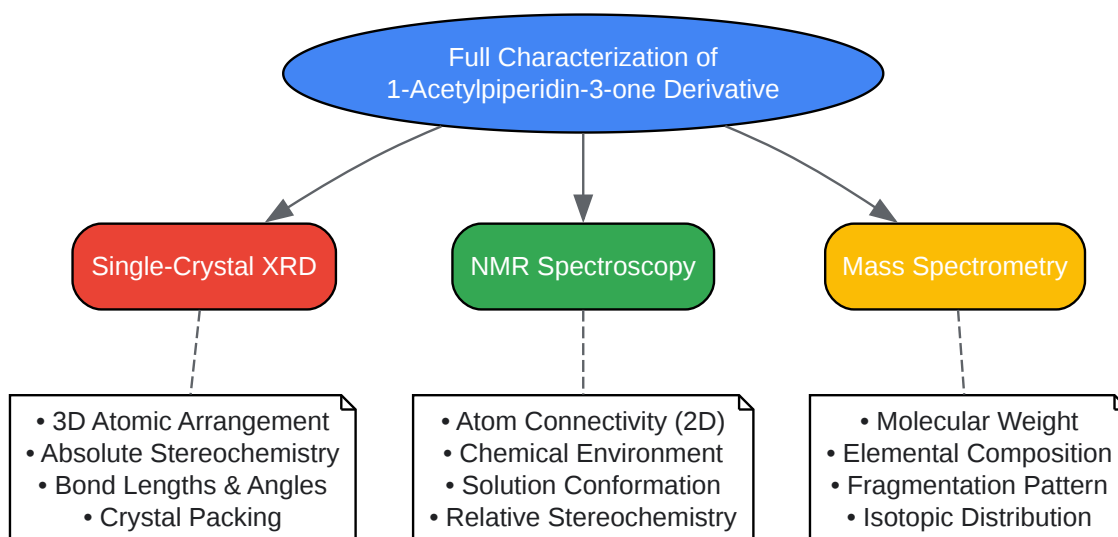 Full Characterization of
1-Acetylpiperidin-3-one Derivative
Single-Crystal XRD
NMR Spectroscopy
Mass Spectrometry
• 3D Atomic Arrangement
• Absolute Stereochemistry
• Bond Lengths & Angles
• Crystal Packing
• Atom Connectivity (2D)
• Chemical Environment
• Solution Conformation
• Relative Stereochemistry
• Molecular Weight
• Elemental Composition
• Fragmentation Pattern
• Isotopic Distribution